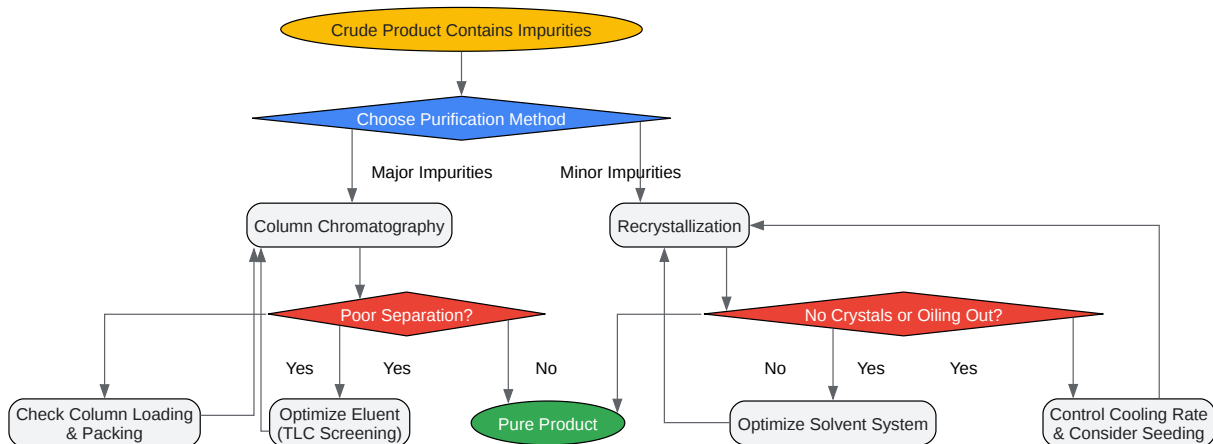 Crude Product Contains Impurities
Choose Purification Method
Major Impurities
Minor Impurities
Column Chromatography
Recrystallization
Poor Separation?
No Crystals or Oiling Out?
Yes
Yes
No
No
Yes
Yes
Check Column Loading
& Packing
Optimize Eluent
(TLC Screening)
Pure Product
Optimize Solvent System
Control Cooling Rate
& Consider Seeding